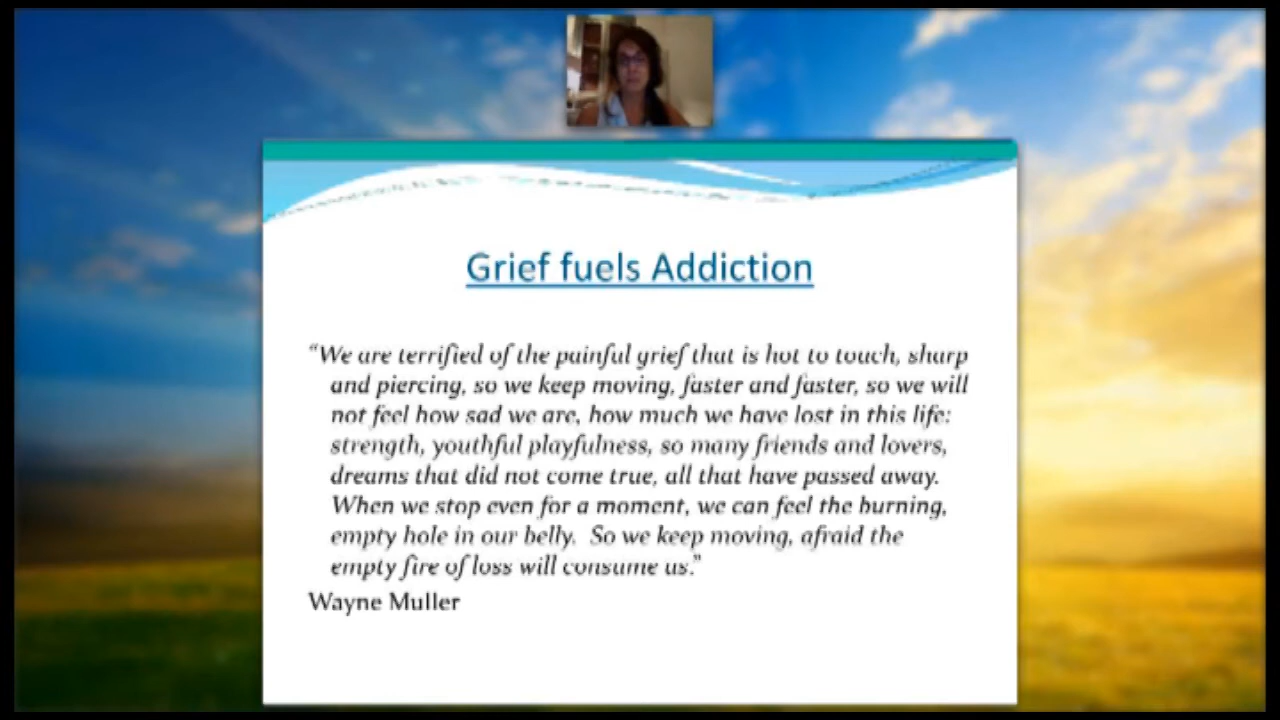 Grief fuels Addiction
“We are terrified of the painful grief that is hot to touch, sharp
and piercing, so we keep moving, faster and faster, so we will
not feel how sad we are, how much we have lost in this life:
strength, youthful playfulness, so many friends and lovers,
dreams that did not come true, all that have passed away.
When we stop even for a moment, we can feel the burning,
empty hole in our belly.  So we keep moving, afraid the
empty fire of loss will consume us.”
Wayne Muller